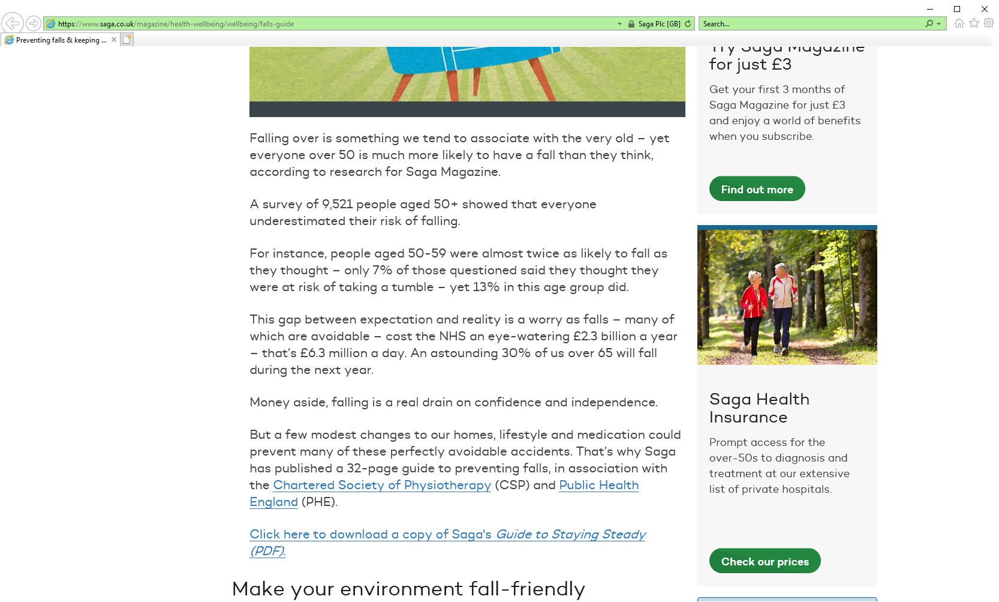 https://www.saga.co.uk/magazine/health-wellbeing/wellbeing/falls-guide
Saga Plc [GB]
Search...
Preventing falls & keeping ...
Falling over is something we tend to associate with the very old – yet
everyone over 50 is much more likely to have a fall than they think,
according to research for Saga Magazine.
A survey of 9,521 people aged 50+ showed that everyone
underestimated their risk of falling.
For instance, people aged 50-59 were almost twice as likely to fall as
they thought – only 7% of those questioned said they thought they
were at risk of taking a tumble – yet 13% in this age group did.
This gap between expectation and reality is a worry as falls – many of
which are avoidable – cost the NHS an eye-watering £2.3 billion a year
– that’s £6.3 million a day. An astounding 30% of us over 65 will fall
during the next year.
Money aside, falling is a real drain on confidence and independence.
But a few modest changes to our homes, lifestyle and medication could
prevent many of these perfectly avoidable accidents. That’s why Saga
has published a 32-page guide to preventing falls, in association with
the Chartered Society of Physiotherapy (CSP) and Public Health
England (PHE).
Click here to download a copy of Saga's Guide to Staying Steady
(PDF).
Make your environment fall-friendly
Try Saga Magazine
for just £3
Get your first 3 months of
Saga Magazine for just £3
and enjoy a world of benefits
when you subscribe.
Find out more
Saga Health
Insurance
Prompt access for the
over-50s to diagnosis and
treatment at our extensive
list of private hospitals.
Check our prices